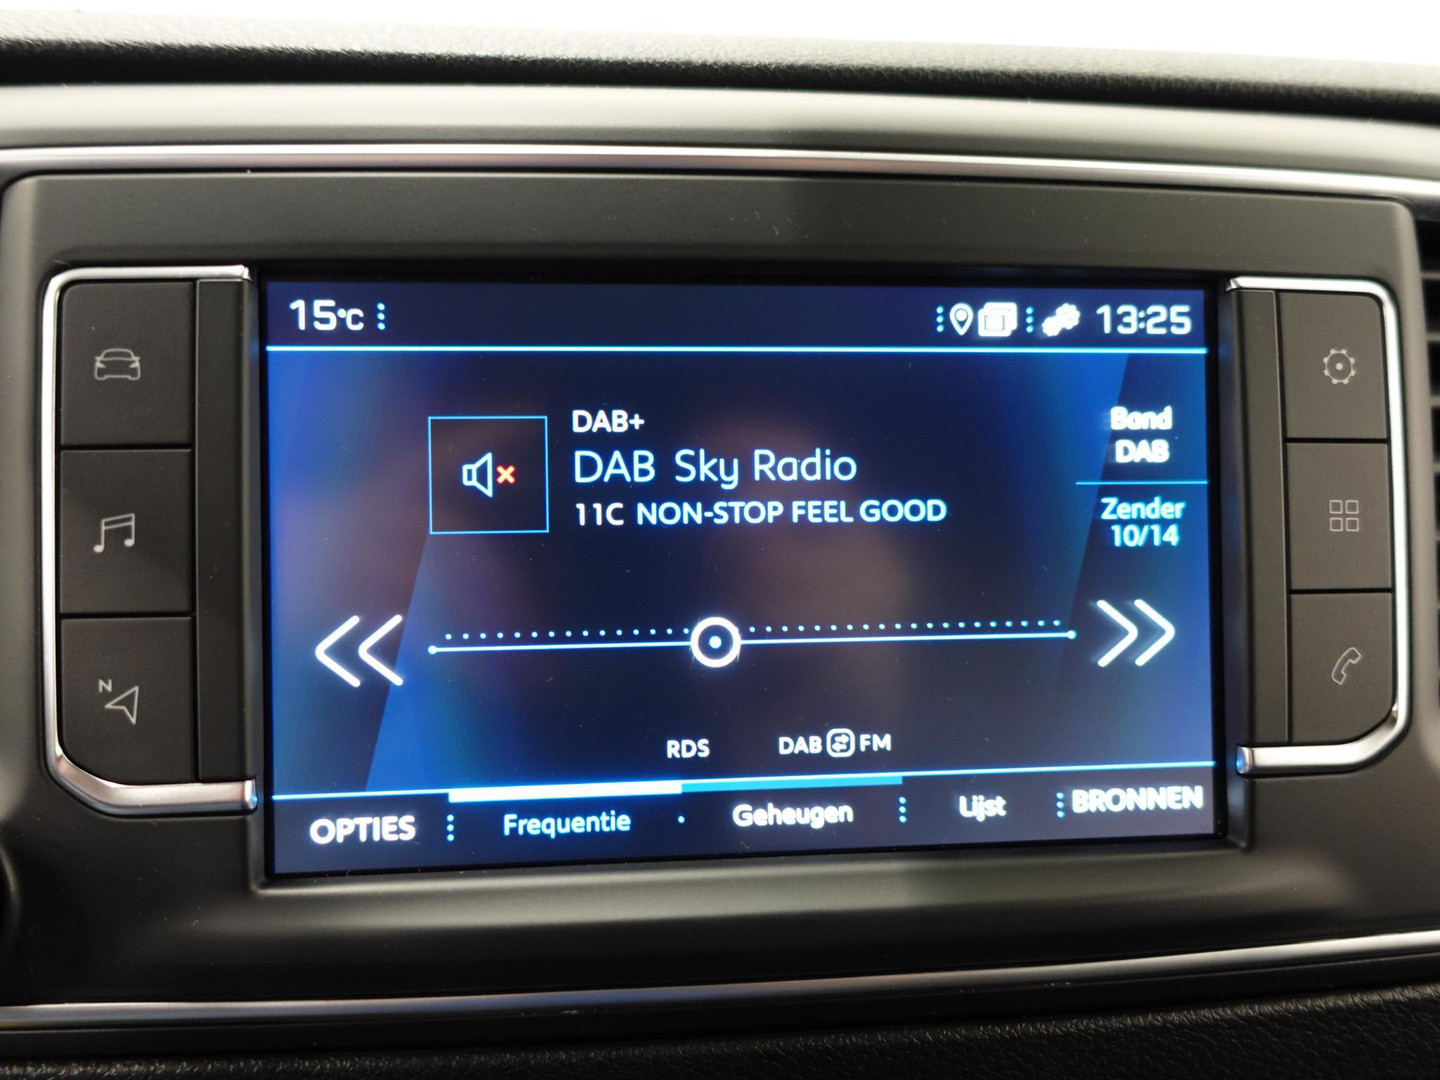 15°C
13:25
DAB+
DAB Sky Radio
11C NON-STOP FEEL GOOD
Band
DAB
Zender
10/14
N
RDS
DAB FM
OPTIES
Frequentie
Geheugen
Lijst
BRONNEN